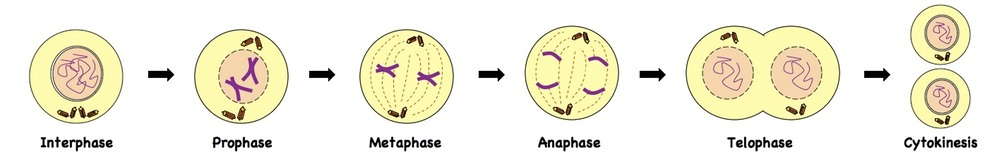 Interphase
Prophase
Metaphase
Anaphase
Telophase
Cytokinesis